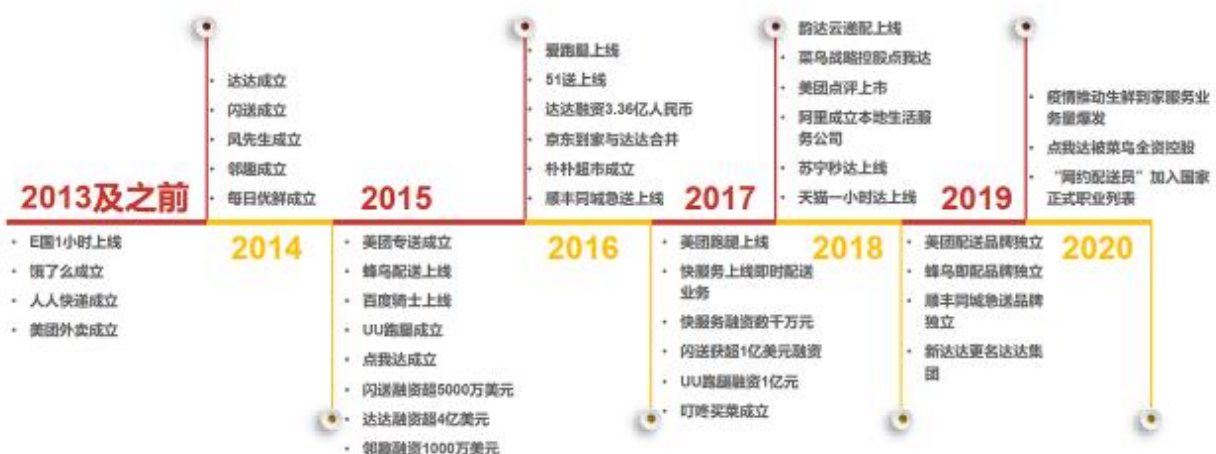 2013及之前
E国1小时上线
饿了么成立
人人快递成立
美团外卖成立
2014
达达成立
闪送成立
风先生成立
邻趣成立
每日优鲜成立
2015
美团专送成立
蜂鸟配送上线
百度骑士上线
UU跑腿成立
点我达成立
闪送融资超5000万美元
达达融资超4亿美元
邻趣融资1000万美元
2016
爱跑腿上线
51送上线
达达融资3.36亿人民币
京东到家与达达合并
朴朴超市成立
顺丰同城急送上线
2017
美团跑腿上线
快服务上线即时配送
业务
快服务融资数千万元
闪送获超1亿美元融资
UU跑腿融资1亿元
叮咚买菜成立
2018
韵达云递配上线
菜鸟战略控股点我达
美团点评上市
阿里成立本地生活服
务公司
苏宁秒达上线
天猫一小时达上线
2019
美团配送品牌独立
蜂鸟即配品牌独立
顺丰同城急送品牌
独立
新达达更名达达集
团
2020
疫情推动生鲜到家服务业
务量爆发
点我达被菜鸟全资控股
“网约配送员”加入国家
正式职业列表